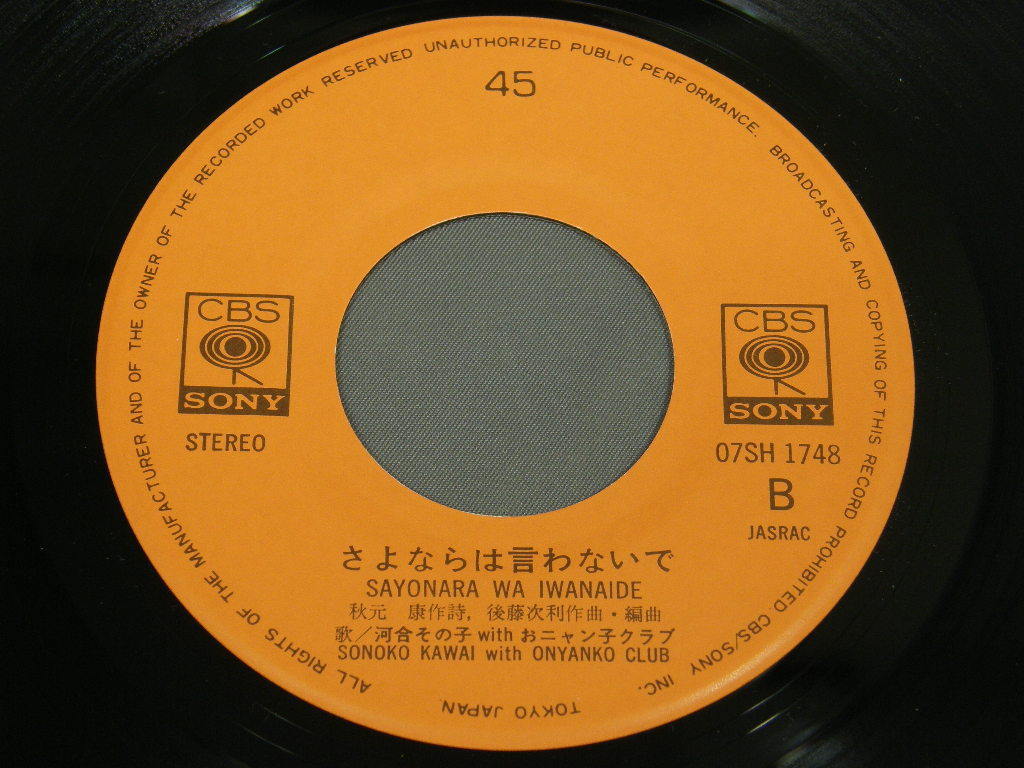 ALL RIGHTS OF THE MANUFACTURER AND OF THE OWNER OF THE RECORDED WORK RESERVED UNAUTHORIZED PUBLIC PERFORMANCE. BROADCASTING AND COPYING OF THIS RECORD PROHIBITED CBS/SONY INC. TOKYO JAPAN.
45
CBS
SONY
STEREO
CBS
SONY
07SH 1748
B
JASRAC
さよならは言わないで
SAYONARA WA IWANAIDE
秋元 康作詩, 後藤次利作曲・編曲
歌／河合その子 with おニャン子クラブ
SONOKO KAWAI with ONYANKO CLUB